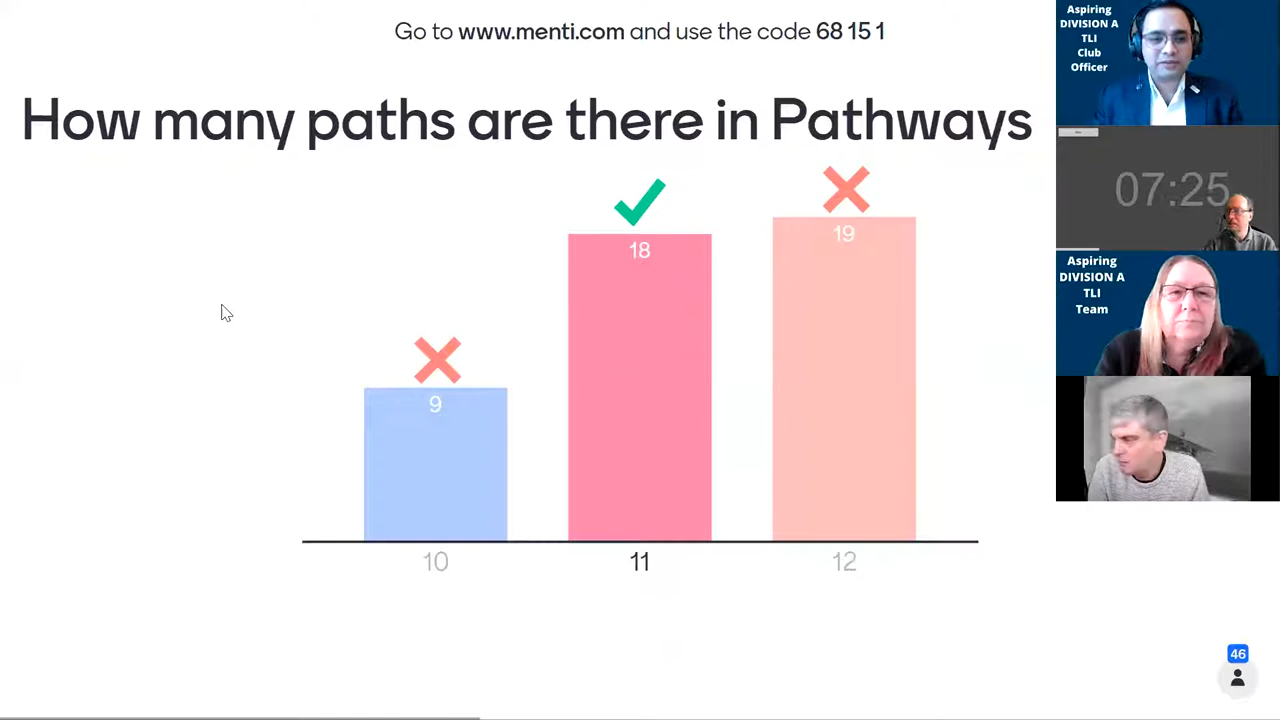 Go to www.menti.com and use the code 68 15 1
How many paths are there in Pathways
9
18
19
10
11
12
46
Aspiring
DIVISION A
TLI
Club
Officer
07:25
Aspiring
DIVISION A
TLI
Team